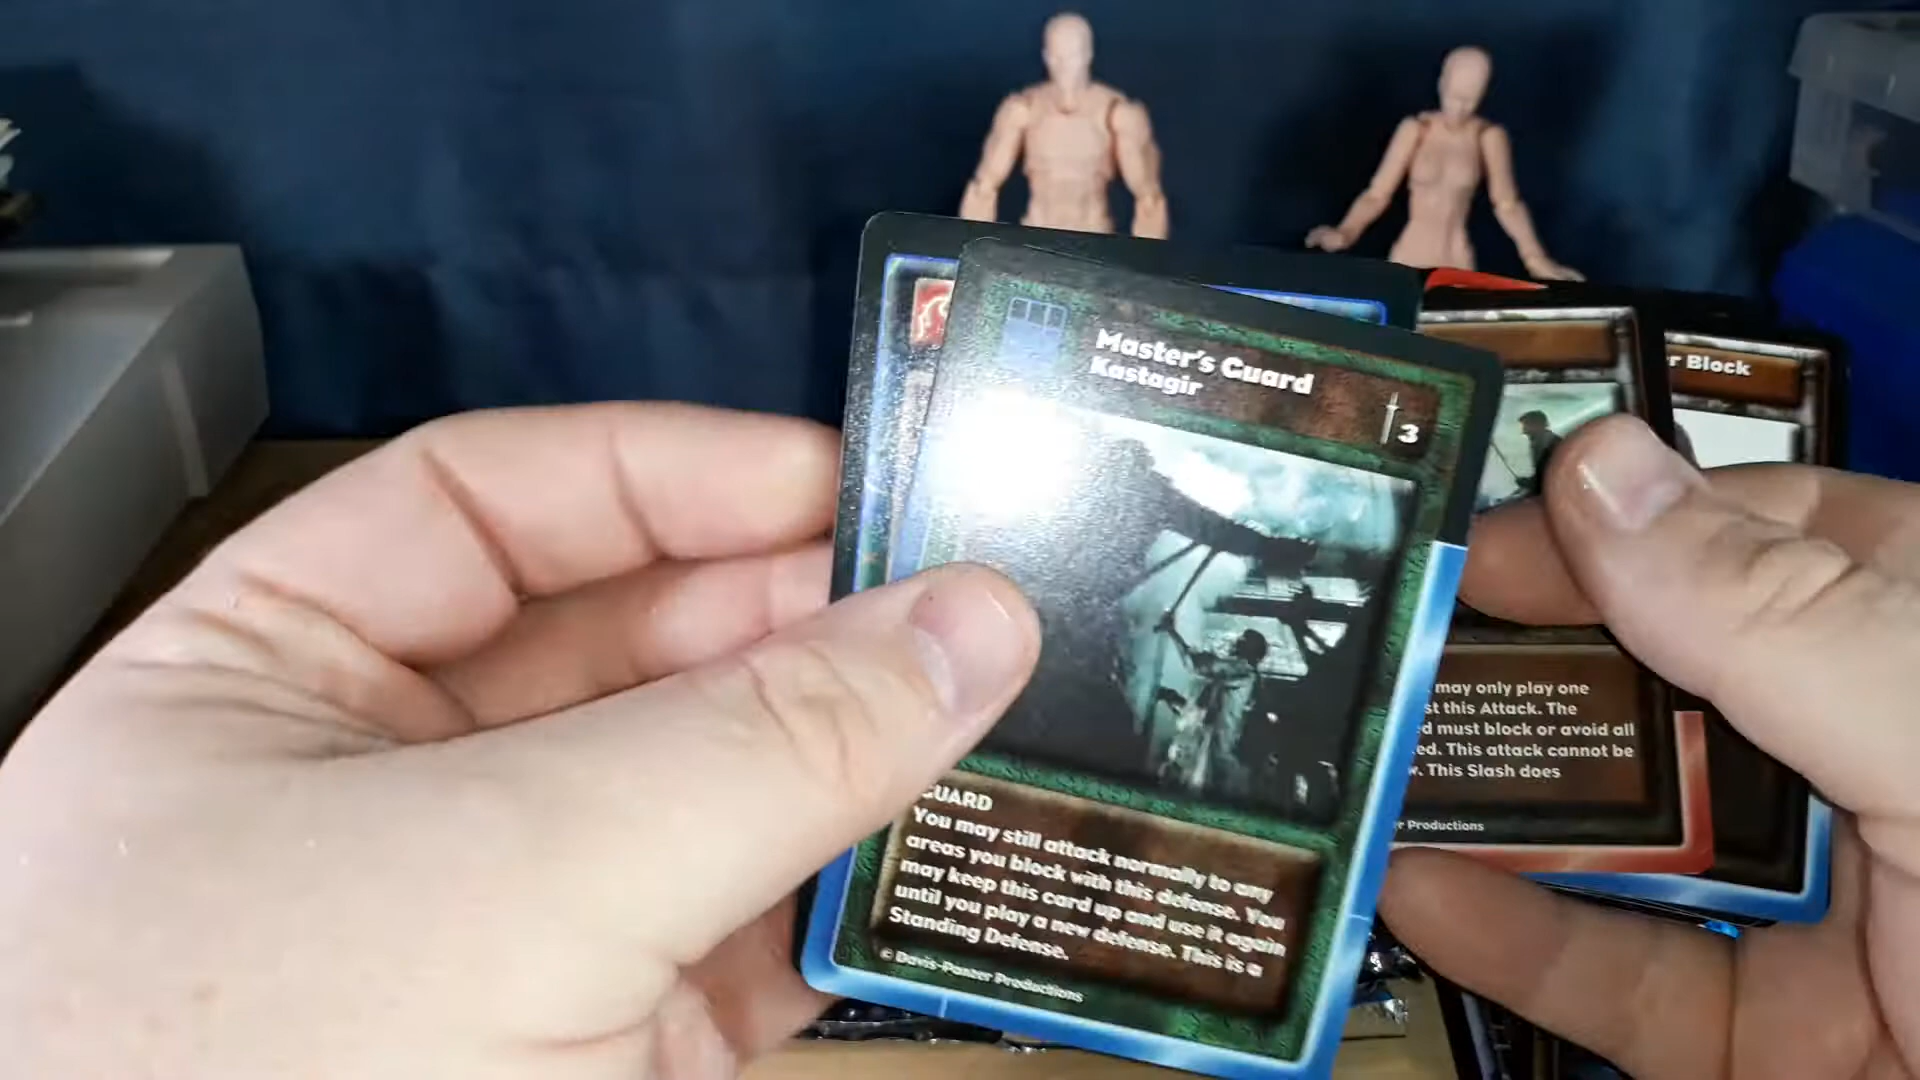 Master's Guard
Kastagir
3
GUARD
You may still attack normally to any
areas you block with this defense. You
may keep this card up and use it again
until you play a new defense. This is a
Standing Defense.
© Davis-Panzer Productions
r Block
may only play one
st this Attack. The
ed must block or avoid all
ed. This attack cannot be
w. This Slash does
r Productions